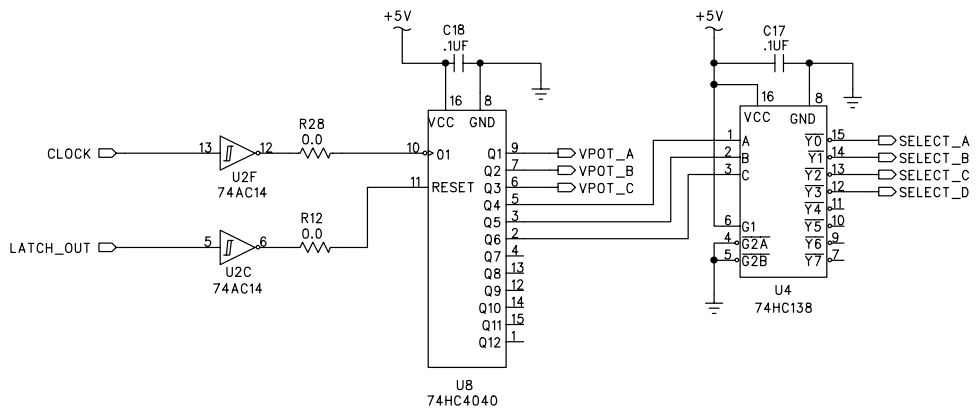 +5V
C18
.1UF
16
8
VCC
GND
CLOCK
13
12
U2F
74AC14
R28
0.0
10
O1
11
RESET
LATCH_OUT
5
6
U2C
74AC14
R12
0.0
Q1
9
VPOT_A
Q2
7
VPOT_B
Q3
6
VPOT_C
Q4
5
Q5
3
Q6
2
Q7
4
Q8
13
Q9
12
Q10
14
Q11
15
Q12
1
U8
74HC4040
+5V
C17
.1UF
16
8
VCC
GND
1
A
2
B
3
C
6
G1
4
G2A
5
G2B
Y0
15
SELECT_A
Y1
14
SELECT_B
Y2
13
SELECT_C
Y3
12
SELECT_D
Y4
11
Y5
10
Y6
9
Y7
7
U4
74HC138